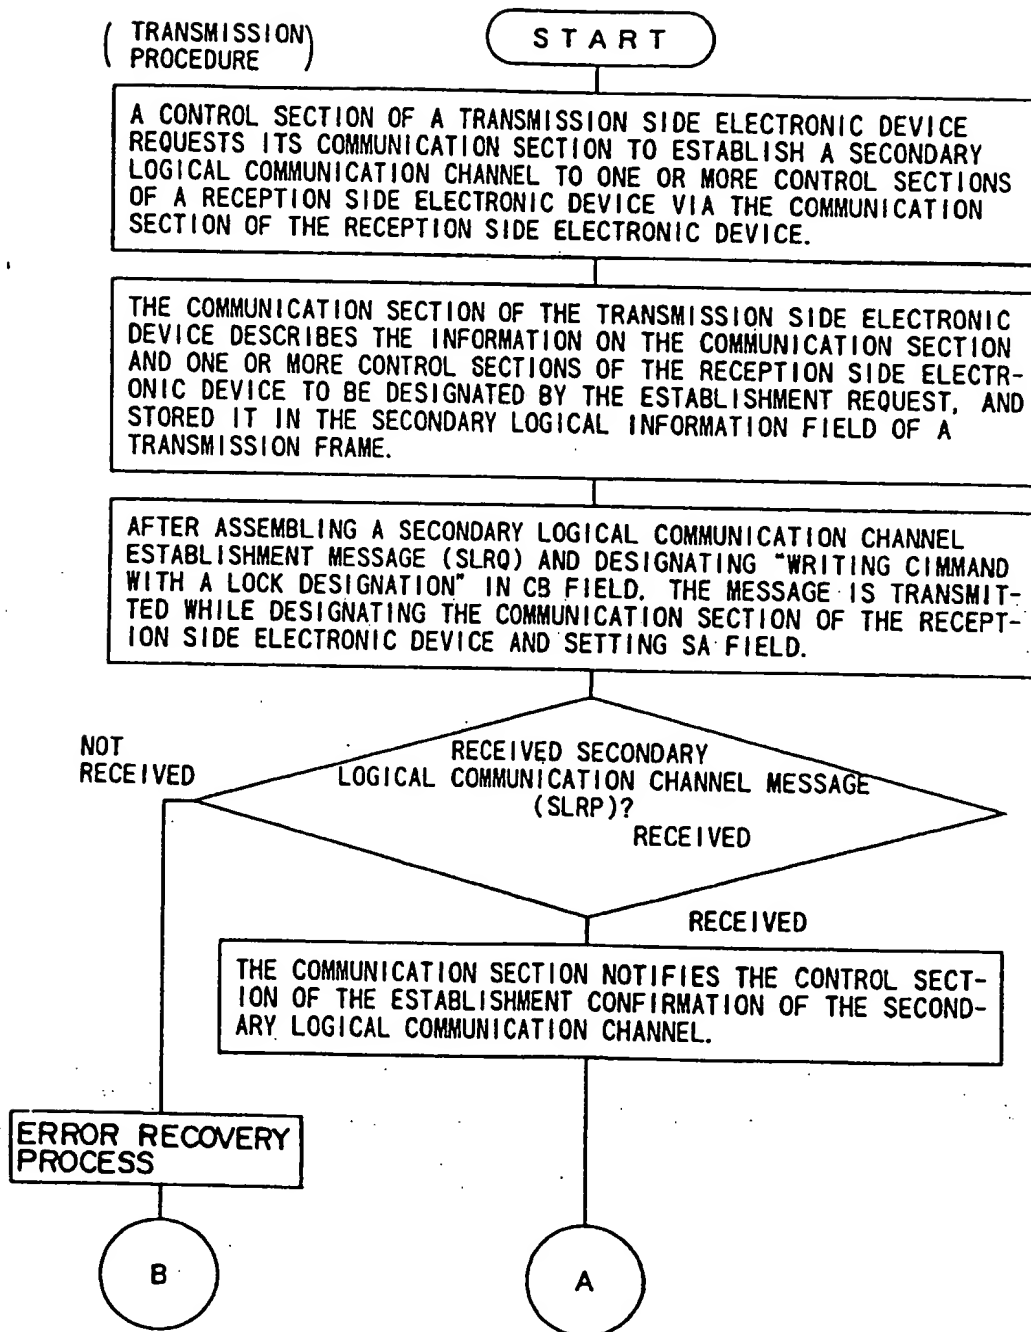 ( TRANSMISSION
PROCEDURE )
START
A CONTROL SECTION OF A TRANSMISSION SIDE ELECTRONIC DEVICE
REQUESTS ITS COMMUNICATION SECTION TO ESTABLISH A SECONDARY
LOGICAL COMMUNICATION CHANNEL TO ONE OR MORE CONTROL SECTIONS
OF A RECEPTION SIDE ELECTRONIC DEVICE VIA THE COMMUNICATION
SECTION OF THE RECEPTION SIDE ELECTRONIC DEVICE.
THE COMMUNICATION SECTION OF THE TRANSMISSION SIDE ELECTRONIC
DEVICE DESCRIBES THE INFORMATION ON THE COMMUNICATION SECTION
AND ONE OR MORE CONTROL SECTIONS OF THE RECEPTION SIDE ELECTR-
ONIC DEVICE TO BE DESIGNATED BY THE ESTABLISHMENT REQUEST, AND
STORED IT IN THE SECONDARY LOGICAL INFORMATION FIELD OF A
TRANSMISSION FRAME.
AFTER ASSEMBLING A SECONDARY LOGICAL COMMUNICATION CHANNEL
ESTABLISHMENT MESSAGE (SLRQ) AND DESIGNATING "WRITING CIMMAND
WITH A LOCK DESIGNATION" IN CB FIELD. THE MESSAGE IS TRANSMIT-
TED WHILE DESIGNATING THE COMMUNICATION SECTION OF THE RECEPT-
ION SIDE ELECTRONIC DEVICE AND SETTING SA FIELD.
NOT
RECEIVED
RECEIVED SECONDARY
LOGICAL COMMUNICATION CHANNEL MESSAGE
(SLRP)?
RECEIVED
RECEIVED
THE COMMUNICATION SECTION NOTIFIES THE CONTROL SECT-
ION OF THE ESTABLISHMENT CONFIRMATION OF THE SECOND-
ARY LOGICAL COMMUNICATION CHANNEL.
ERROR RECOVERY
PROCESS
B
A